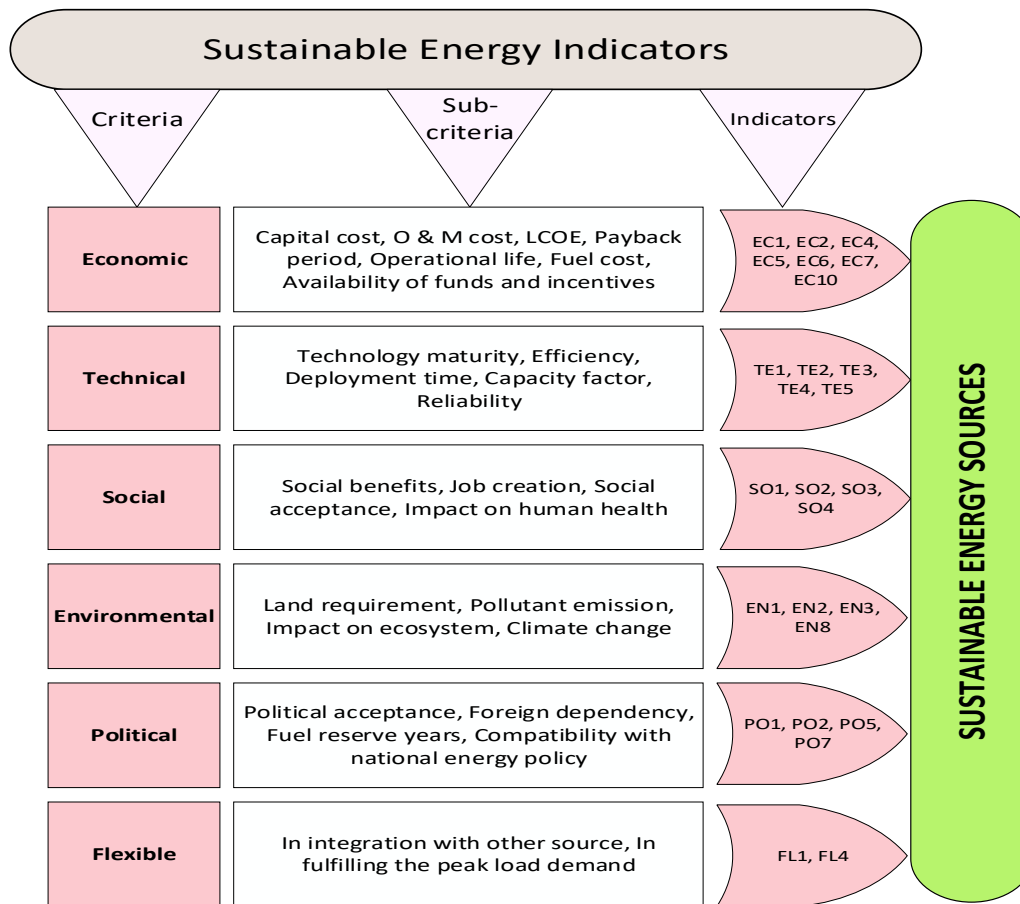 Sustainable Energy Indicators
Criteria
Sub-
criteria
Indicators
Economic
Capital cost, O & M cost, LCOE, Payback
period, Operational life, Fuel cost,
Availability of funds and incentives
EC1, EC2, EC4,
EC5, EC6, EC7,
EC10
Technical
Technology maturity, Efficiency,
Deployment time, Capacity factor,
Reliability
TE1, TE2, TE3,
TE4, TE5
Social
Social benefits, Job creation, Social
acceptance, Impact on human health
SO1, SO2, SO3,
SO4
Environmental
Land requirement, Pollutant emission,
Impact on ecosystem, Climate change
EN1, EN2, EN3,
EN8
Political
Political acceptance, Foreign dependency,
Fuel reserve years, Compatibility with
national energy policy
PO1, PO2, PO5,
PO7
Flexible
In integration with other source, In
fulfilling the peak load demand
FL1, FL4
SUSTAINABLE ENERGY SOURCES